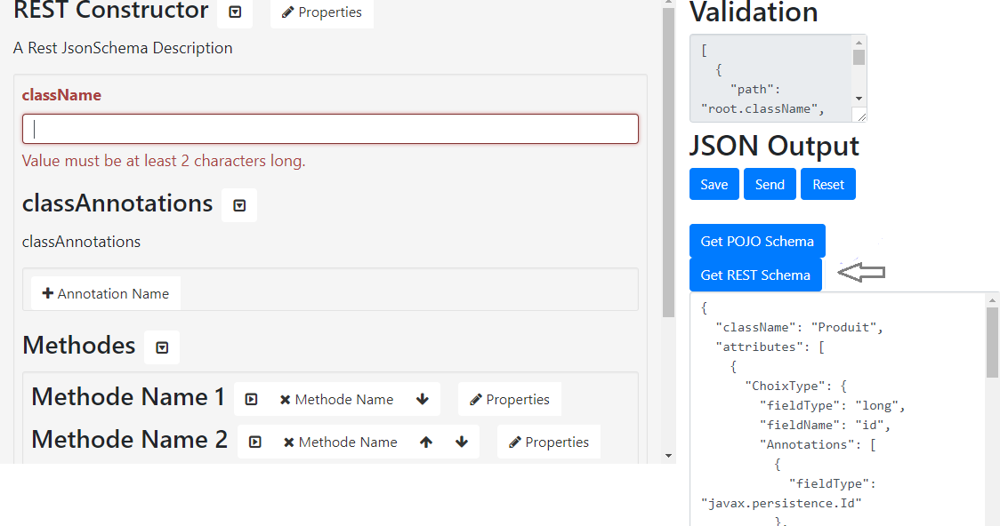 REST Constructor
Properties
A Rest JsonSchema Description
className
Value must be at least 2 characters long.
classAnnotations
classAnnotations
Annotation Name
Methodes
Methode Name 1
Methode Name
Properties
Methode Name 2
Methode Name
Properties
Validation
[
{
"path":
"root.className",
JSON Output
Save
Send
Reset
Get POJO Schema
Get REST Schema
{
"className": "Produit",
"attributes": [
{
"ChoixType": {
"fieldType": "long",
"fieldName": "id",
"Annotations": [
{
"fieldType":
"javax.persistence.Id"
},